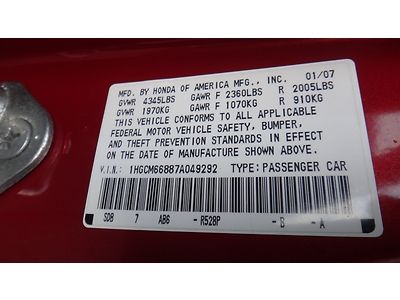 MFD. BY HONDA OF AMERICA MFG., INC. 01/07
GVWR 4345LBS GAWR F 2360LBS R 2005LBS
GVWR 1970KG GAWR F 1070KG R 910KG
THIS VEHICLE CONFORMS TO ALL APPLICABLE
FEDERAL MOTOR VEHICLE SAFETY, BUMPER,
AND THEFT PREVENTION STANDARDS IN EFFECT
ON THE DATE OF MANUFACTURE SHOWN ABOVE.
V.I.N.: 1HGCM66887A049292 TYPE: PASSENGER CAR
SDB 7 AB6 - R528P - B - A